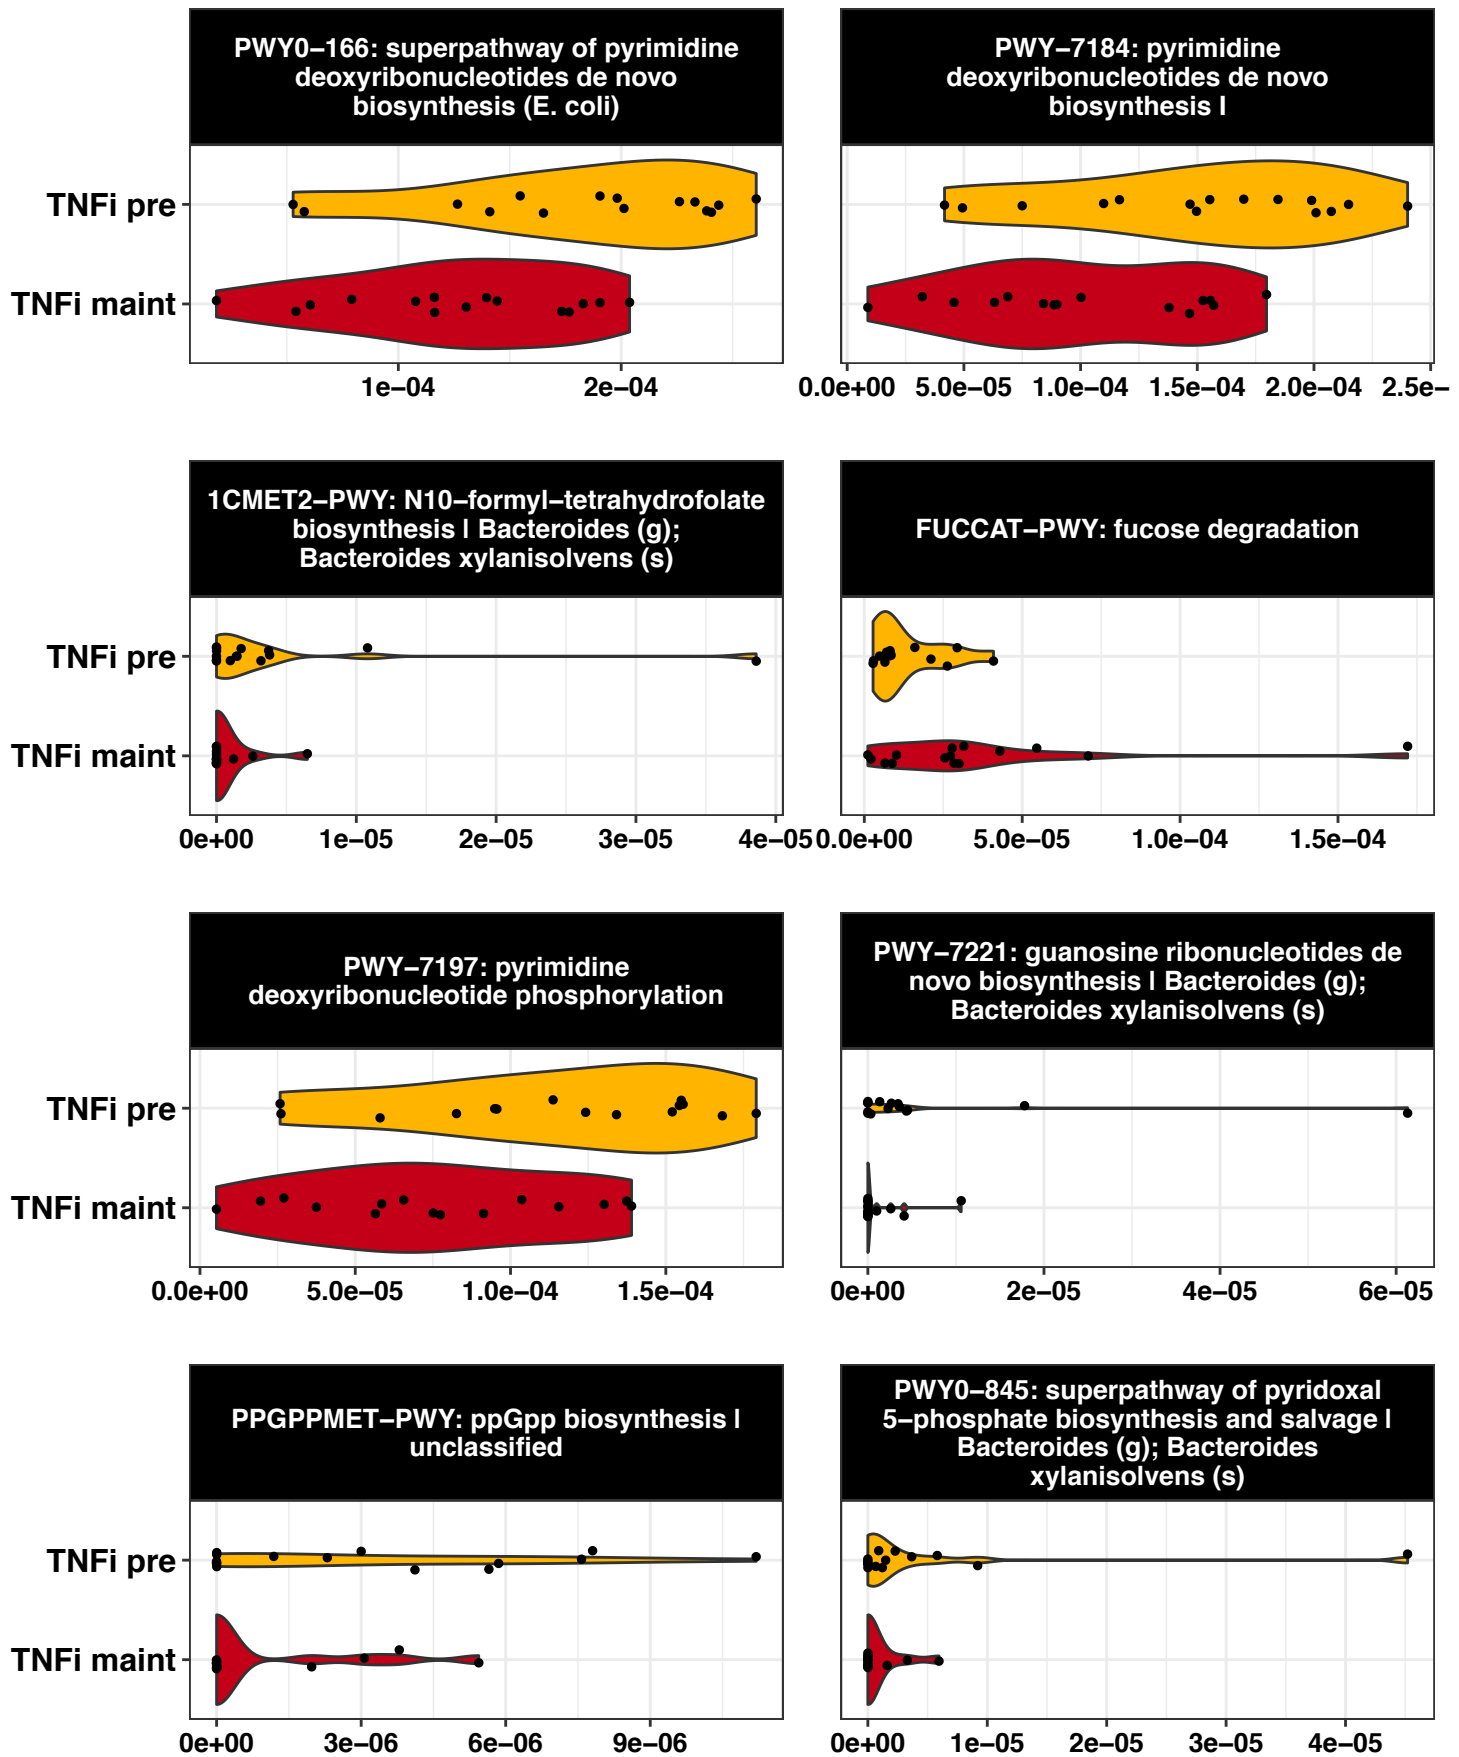 PWY0−166: superpathway of pyrimidine
deoxyribonucleotides de novo
biosynthesis (E. coli)
TNFi pre
TNFi maint
1e−04 2e−04
PWY−7184: pyrimidine
deoxyribonucleotides de novo
biosynthesis I
0.0e+00 5.0e−05 1.0e−04 1.5e−04 2.0e−04 2.5e−
1CMET2−PWY: N10−formyl−tetrahydrofolate
biosynthesis | Bacteroides (g);
Bacteroides xylanisolvens (s)
TNFi pre
TNFi maint
0e+00 1e−05 2e−05 3e−05 4e−05
FUCCAT−PWY: fucose degradation
0.0e+00 5.0e−05 1.0e−04 1.5e−04
PWY−7197: pyrimidine
deoxyribonucleotide phosphorylation
TNFi pre
TNFi maint
0.0e+00 5.0e−05 1.0e−04 1.5e−04
PWY−7221: guanosine ribonucleotides de
novo biosynthesis | Bacteroides (g);
Bacteroides xylanisolvens (s)
0e+00 2e−05 4e−05 6e−05
PPGPPMET−PWY: ppGpp biosynthesis |
unclassified
TNFi pre
TNFi maint
0e+00 3e−06 6e−06 9e−06
PWY0−845: superpathway of pyridoxal
5−phosphate biosynthesis and salvage |
Bacteroides (g); Bacteroides
xylanisolvens (s)
0e+00 1e−05 2e−05 3e−05 4e−05